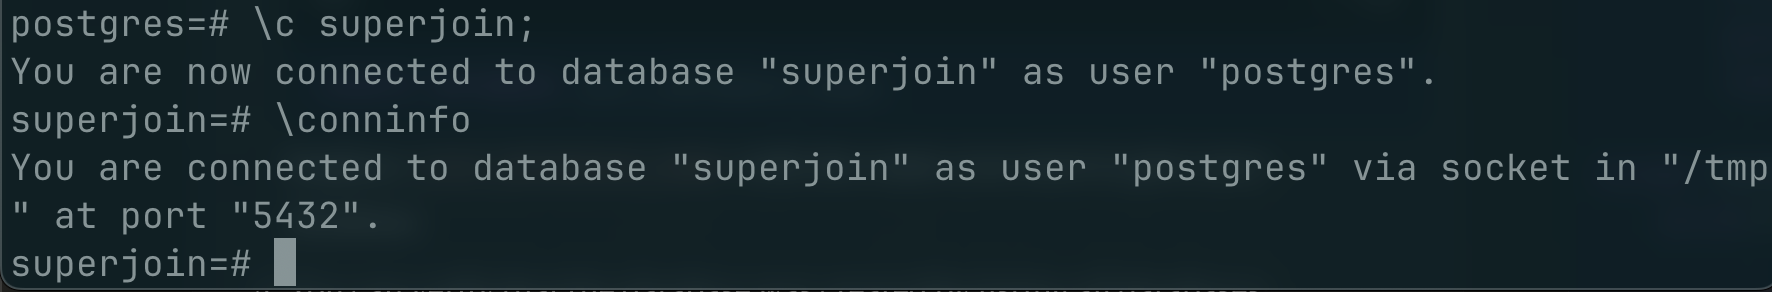 postgres=# \c superjoin;
You are now connected to database "superjoin" as user "postgres".
superjoin=# \conninfo
You are connected to database "superjoin" as user "postgres" via socket in "/tmp
" at port "5432".
superjoin=#